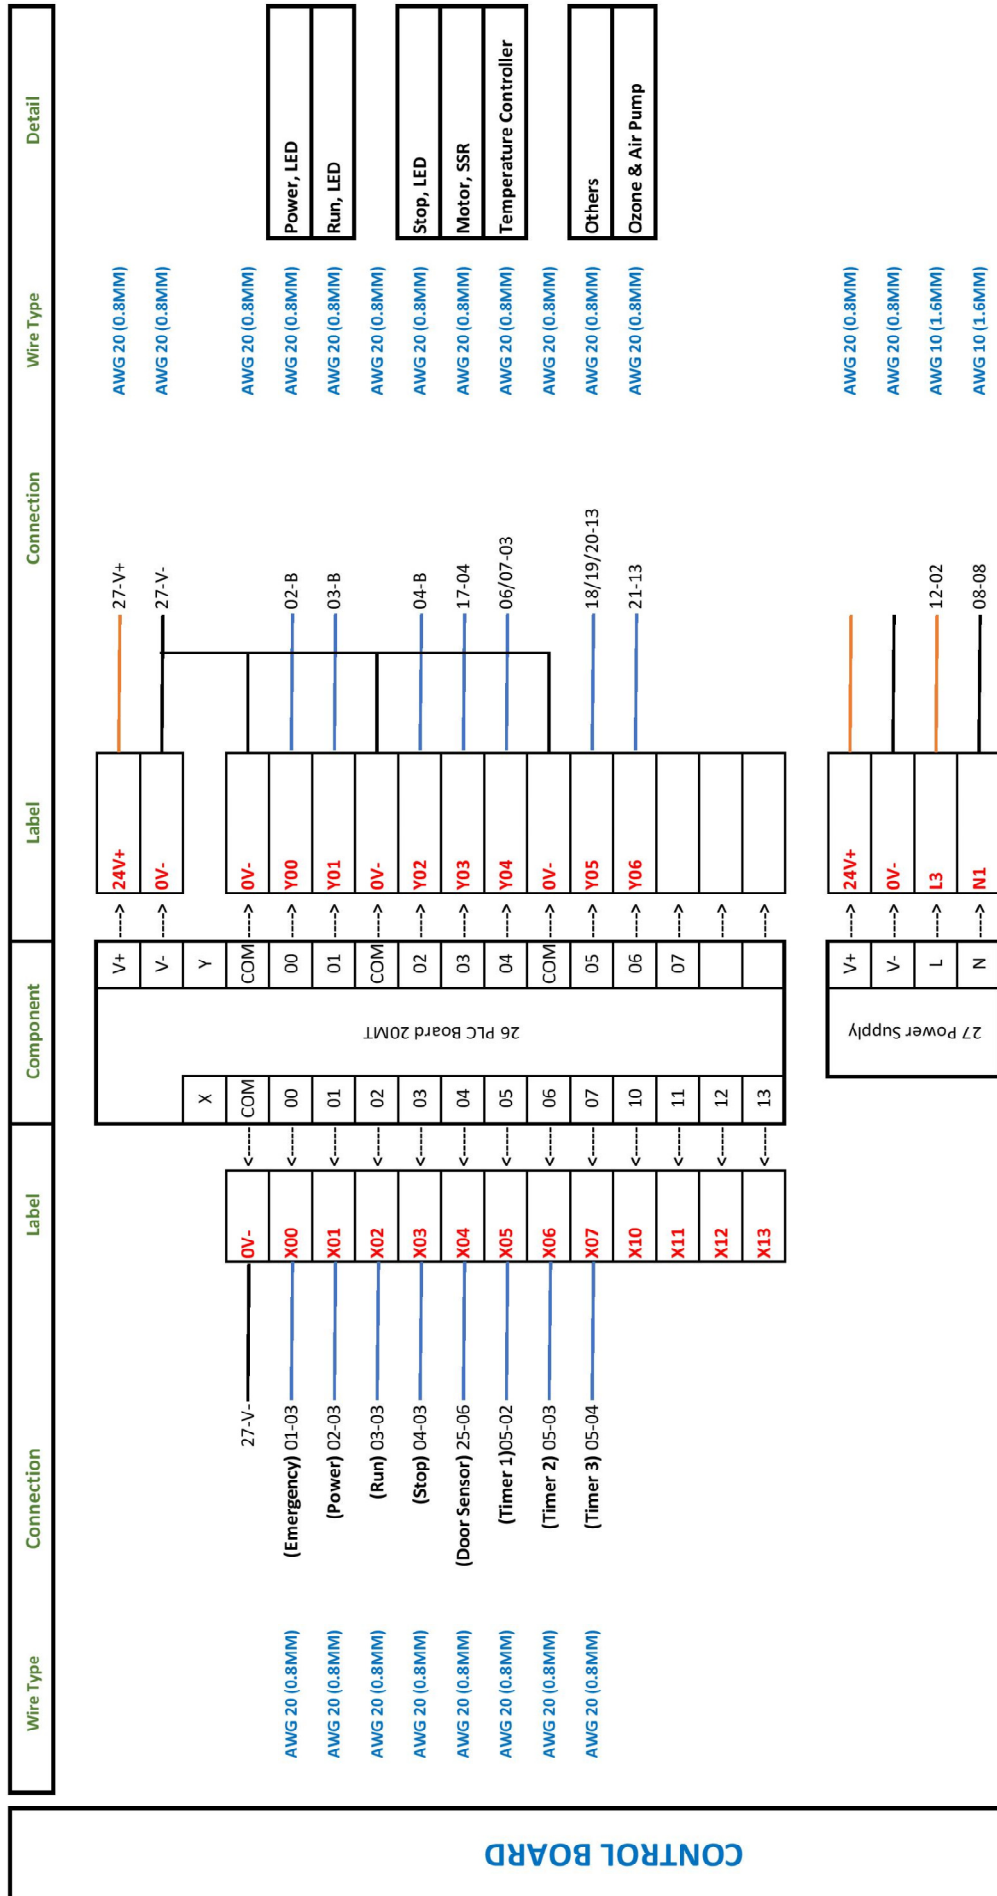 CONTROL BOARD
Wire Type Connection Label Component Label Connection Wire Type Detail
26 PLC Board 20MT
V+ ----> 24V+ 27-V+ AWG 20 (0.8MM)
V- ----> 0V- 27-V- AWG 20 (0.8MM)
X Y
27-V- 0V- <---- COM COM ----> 0V- AWG 20 (0.8MM)
AWG 20 (0.8MM) (Emergency) 01-03 X00 <---- 00 00 ----> Y00 02-B AWG 20 (0.8MM) Power, LED
AWG 20 (0.8MM) (Power) 02-03 X01 <---- 01 01 ----> Y01 03-B AWG 20 (0.8MM) Run, LED
AWG 20 (0.8MM) (Run) 03-03 X02 <---- 02 COM ----> 0V- AWG 20 (0.8MM)
AWG 20 (0.8MM) (Stop) 04-03 X03 <---- 03 02 ----> Y02 04-B AWG 20 (0.8MM) Stop, LED
AWG 20 (0.8MM) (Door Sensor) 25-06 X04 <---- 04 03 ----> Y03 17-04 AWG 20 (0.8MM) Motor, SSR
AWG 20 (0.8MM) (Timer 1)05-02 X05 <---- 05 04 ----> Y04 06/07-03 AWG 20 (0.8MM) Temperature Controller
AWG 20 (0.8MM) (Timer 2) 05-03 X06 <---- 06 COM ----> 0V- AWG 20 (0.8MM)
AWG 20 (0.8MM) (Timer 3) 05-04 X07 <---- 07 05 ----> Y05 18/19/20-13 AWG 20 (0.8MM) Others
X10 <---- 10 06 ----> Y06 21-13 AWG 20 (0.8MM) Ozone & Air Pump
X11 <---- 11 07 ---->
X12 <---- 12 ---->
X13 <---- 13 ---->
27 Power Supply
V+ ----> 24V+ AWG 20 (0.8MM)
V- ----> 0V- AWG 20 (0.8MM)
L ----> L3 12-02 AWG 10 (1.6MM)
N ----> N1 08-08 AWG 10 (1.6MM)